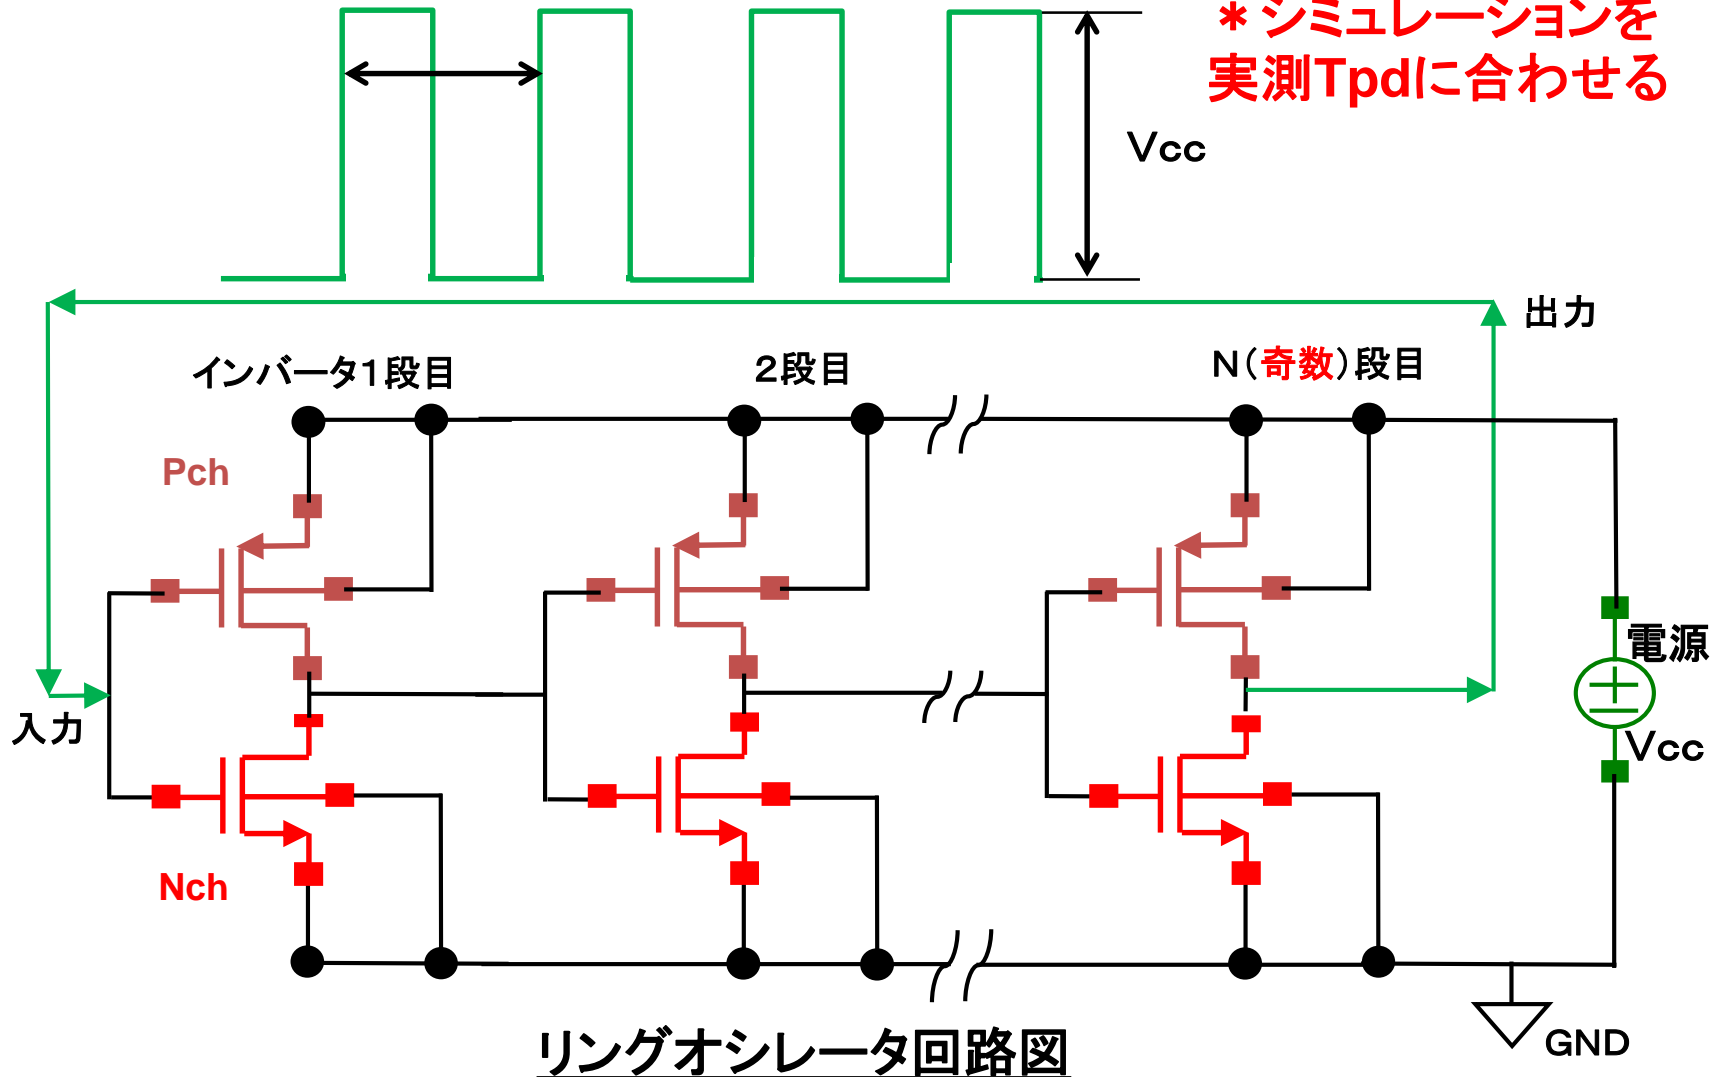 ＊シミュレーションを
実測Tpdに合わせる
Vcc
出力
インバータ１段目
２段目
N（奇数）段目
Pch
電源
入力
Vcc
Nch
GND
リングオシレータ回路図